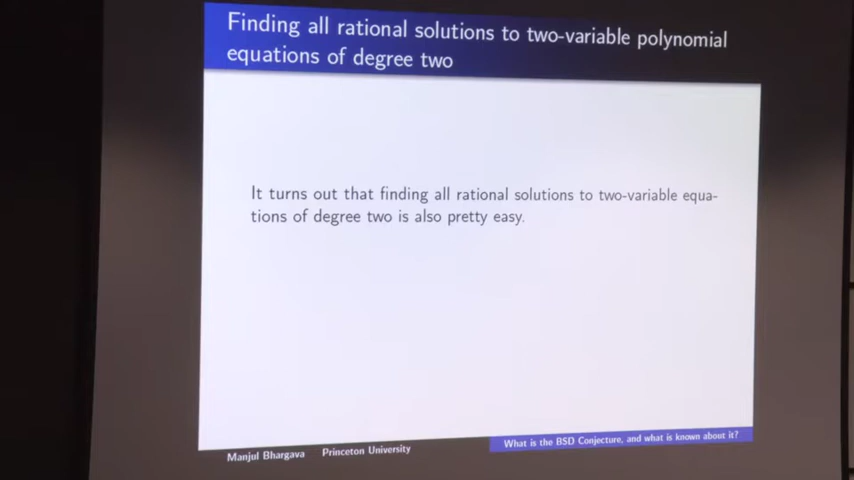 Finding all rational solutions to two-variable polynomial
equations of degree two
It turns out that finding all rational solutions to two-variable equa-
tions of degree two is also pretty easy.
Manjul Bhargava Princeton University
What is the BSD Conjecture, and what is known about it?